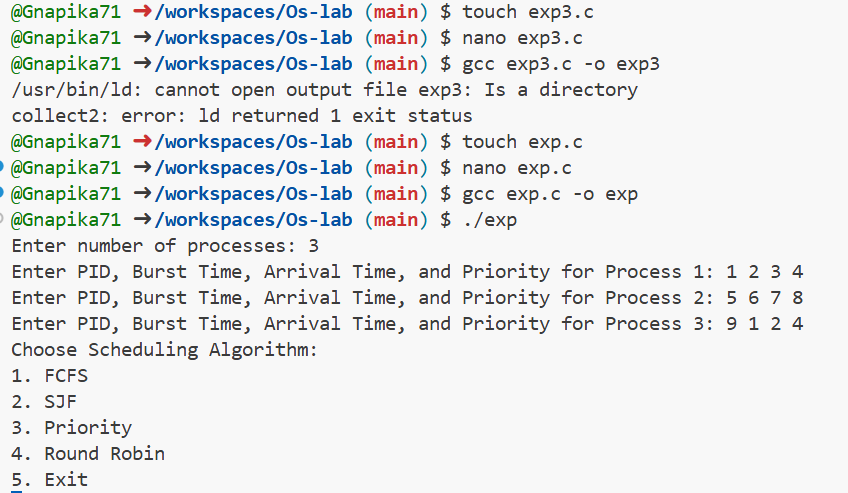 @Gnapika71 ➜/workspaces/Os-lab (main) $ touch exp3.c
@Gnapika71 ➜/workspaces/Os-lab (main) $ nano exp3.c
@Gnapika71 ➜/workspaces/Os-lab (main) $ gcc exp3.c -o exp3
/usr/bin/ld: cannot open output file exp3: Is a directory
collect2: error: ld returned 1 exit status
@Gnapika71 ➜/workspaces/Os-lab (main) $ touch exp.c
@Gnapika71 ➜/workspaces/Os-lab (main) $ nano exp.c
@Gnapika71 ➜/workspaces/Os-lab (main) $ gcc exp.c -o exp
@Gnapika71 ➜/workspaces/Os-lab (main) $ ./exp
Enter number of processes: 3
Enter PID, Burst Time, Arrival Time, and Priority for Process 1: 1 2 3 4
Enter PID, Burst Time, Arrival Time, and Priority for Process 2: 5 6 7 8
Enter PID, Burst Time, Arrival Time, and Priority for Process 3: 9 1 2 4
Choose Scheduling Algorithm:
1. FCFS
2. SJF
3. Priority
4. Round Robin
5. Exit